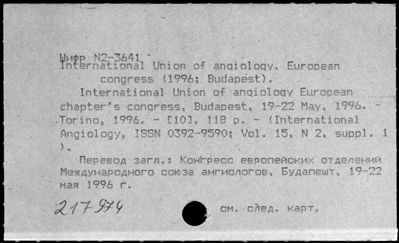 Шифр N2-3641
International Union of angiology. European
congress (1996; Budapest).
International Union of angiology European
chapter's congress, Budapest, 19-22 May, 1996. -
Torino, 1996. - [10], 118 p. - (International
Angiology, ISSN 0392-9590; Vol. 15, N 2, suppl. 1
).
Перевод загл.: Конгресс европейских отделений
Международного союза ангиологов, Будапешт, 19-22
мая 1996 г.
217974 см. след. карт.